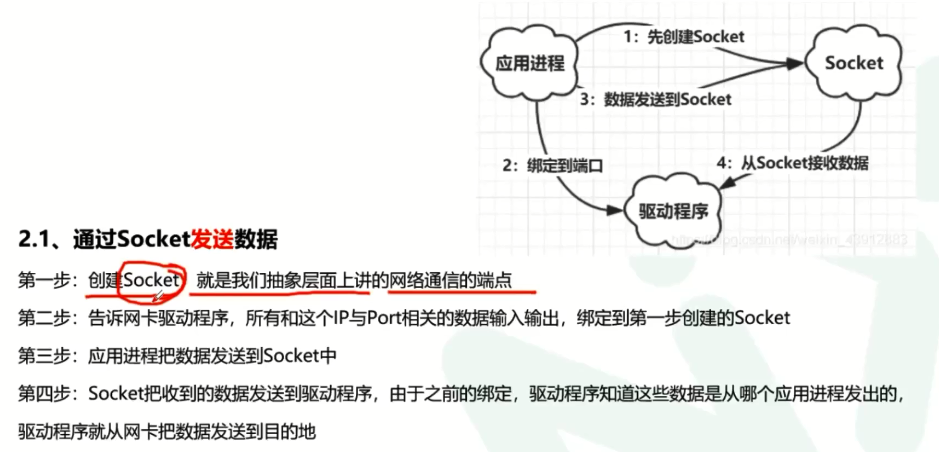 1：先创建Socket
应用进程
Socket
3：数据发送到Socket
2：绑定到端口
4：从Socket接收数据
驱动程序
2.1、通过Socket发送数据
第一步：创建Socket 就是我们抽象层面上讲的网络通信的端点
第二步：告诉网卡驱动程序，所有和这个IP与Port相关的数据输入输出，绑定到第一步创建的Socket
第三步：应用进程把数据发送到Socket中
第四步：Socket把收到的数据发送到驱动程序，由于之前的绑定，驱动程序知道这些数据是从哪个应用进程发出的，
驱动程序就从网卡把数据发送到目的地